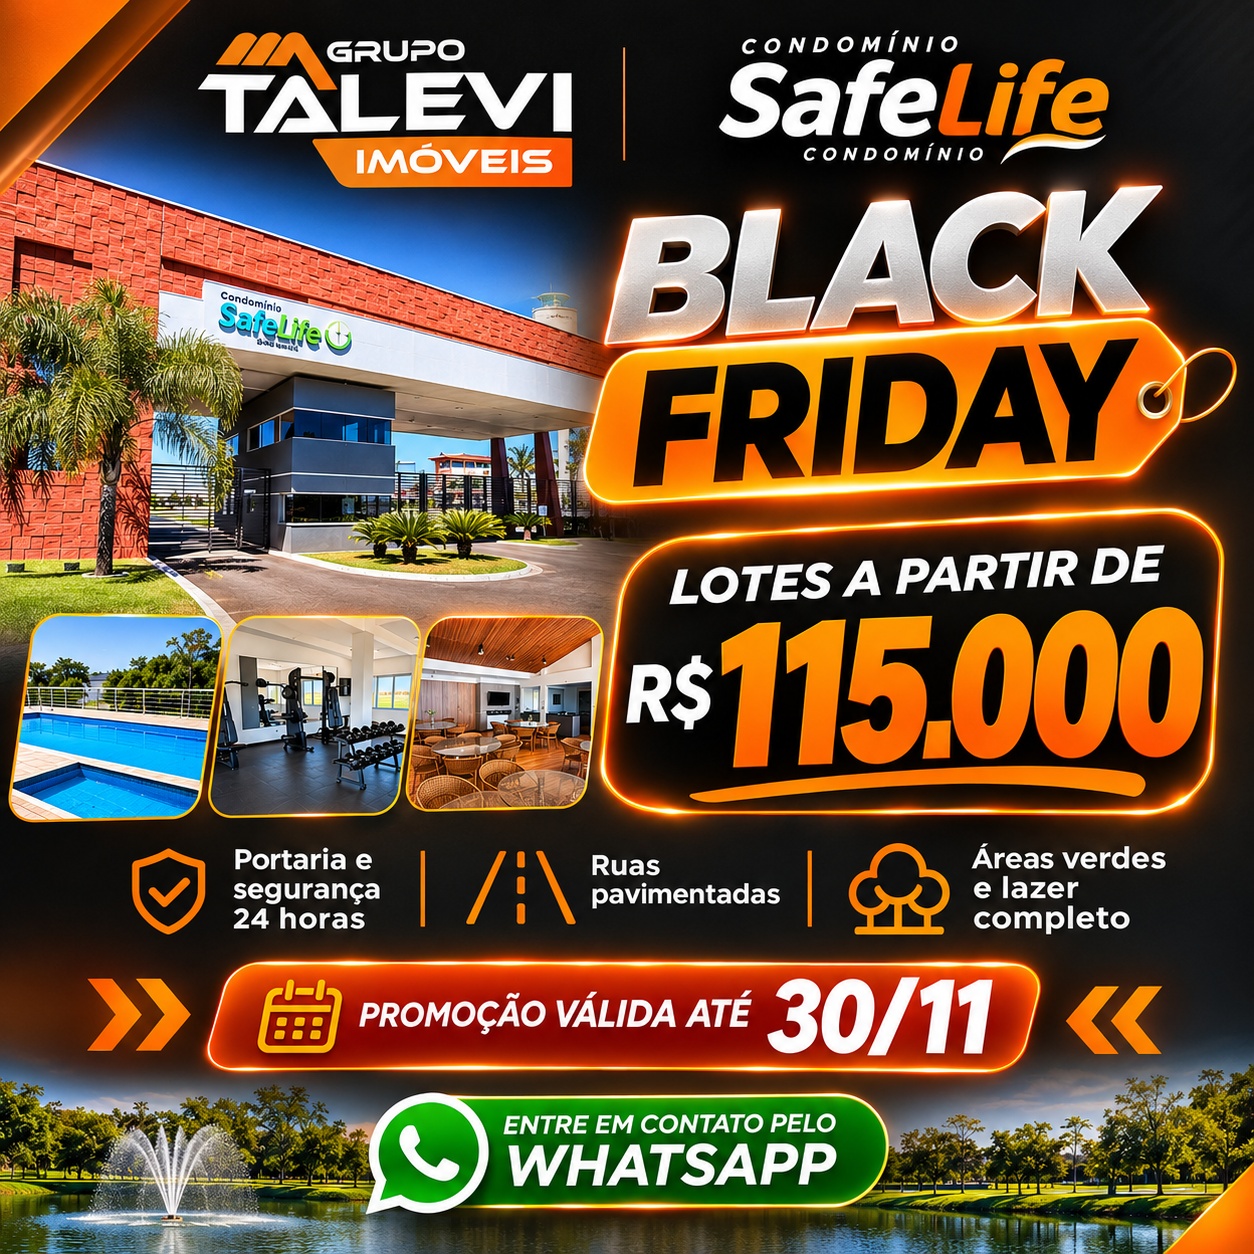 GRUPO
TALEVI
IMÓVEIS
CONDOMÍNIO
SafeLife
CONDOMÍNIO
BLACK
FRIDAY
Condomínio
SafeLife
LOTES A PARTIR DE
R$115.000
Portaria e
segurança
24 horas
Ruas
pavimentadas
Áreas verdes
e lazer
completo
PROMOÇÃO VÁLIDA ATÉ 30/11
ENTRE EM CONTATO PELO
WHATSAPP